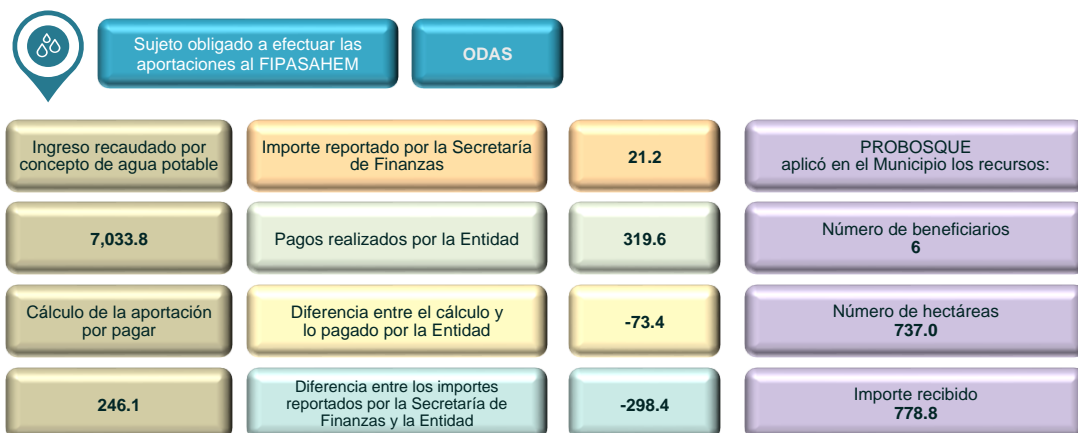 Sujeto obligado a efectuar las
aportaciones al FIPASAHEM
ODAS
Ingreso recaudado por
concepto de agua potable
Importe reportado por la Secretaría
de Finanzas
21.2
PROBOSQUE
aplicó en el Municipio los recursos:
7,033.8
Pagos realizados por la Entidad
319.6
Número de beneficiarios
6
Cálculo de la aportación
por pagar
Diferencia entre el cálculo y
lo pagado por la Entidad
-73.4
Número de hectáreas
737.0
246.1
Diferencia entre los importes
reportados por la Secretaría de
Finanzas y la Entidad
-298.4
Importe recibido
778.8